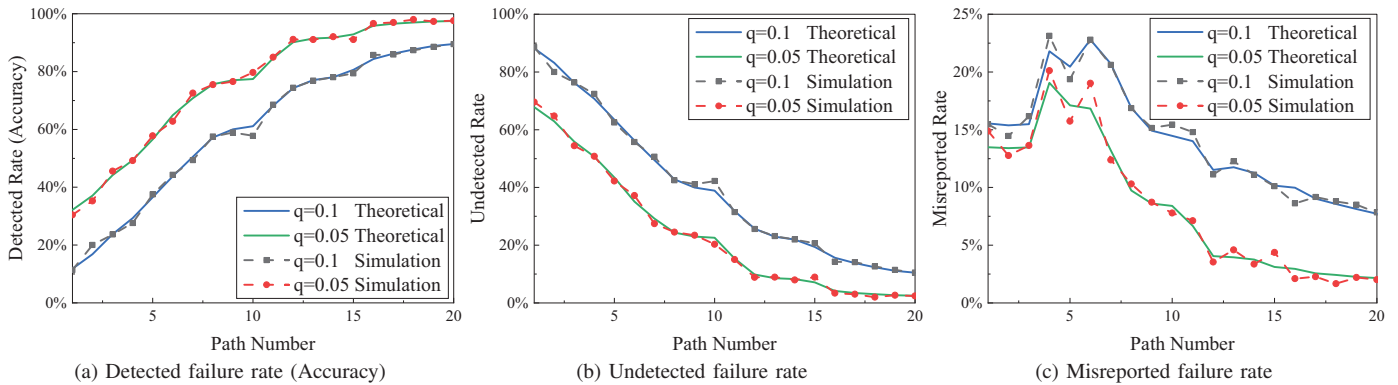 100%
80%
60%
40%
20%
0%
Detected Rate (Accuracy)
q=0.1 Theoretical
q=0.05 Theoretical
q=0.1 Simulation
q=0.05 Simulation
5
10
15
20
Path Number
(a) Detected failure rate (Accuracy)
100%
80%
60%
40%
20%
0%
Undetected Rate
q=0.1 Theoretical
q=0.05 Theoretical
q=0.1 Simulation
q=0.05 Simulation
5
10
15
20
Path Number
(b) Undetected failure rate
25%
20%
15%
10%
5%
0%
Misreported Rate
q=0.1 Theoretical
q=0.05 Theoretical
q=0.1 Simulation
q=0.05 Simulation
5
10
15
20
Path Number
(c) Misreported failure rate